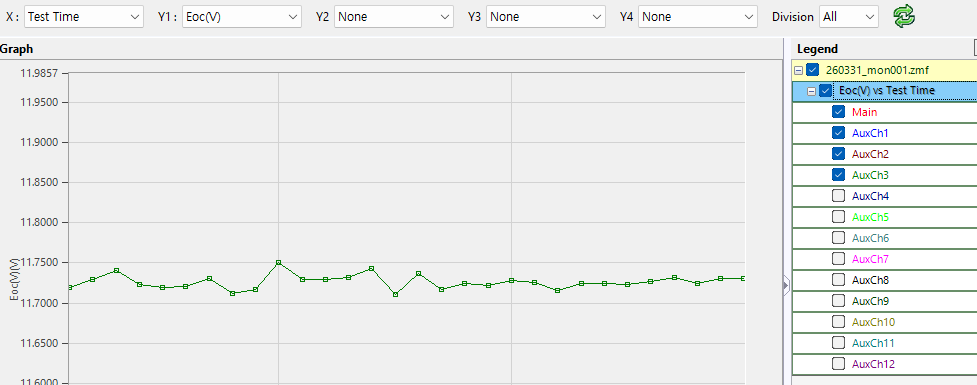 X : Test Time Y1 : Eoc(V) Y2 None Y3 None Y4 None Division All
Graph
11.9857
11.9500
11.9000
11.8500
11.8000
11.7500
11.7000
11.6500
11.6000
Eoc(V)(V)
Legend
260331_mon001.zmf
Eoc(V) vs Test Time
Main
AuxCh1
AuxCh2
AuxCh3
AuxCh4
AuxCh5
AuxCh6
AuxCh7
AuxCh8
AuxCh9
AuxCh10
AuxCh11
AuxCh12